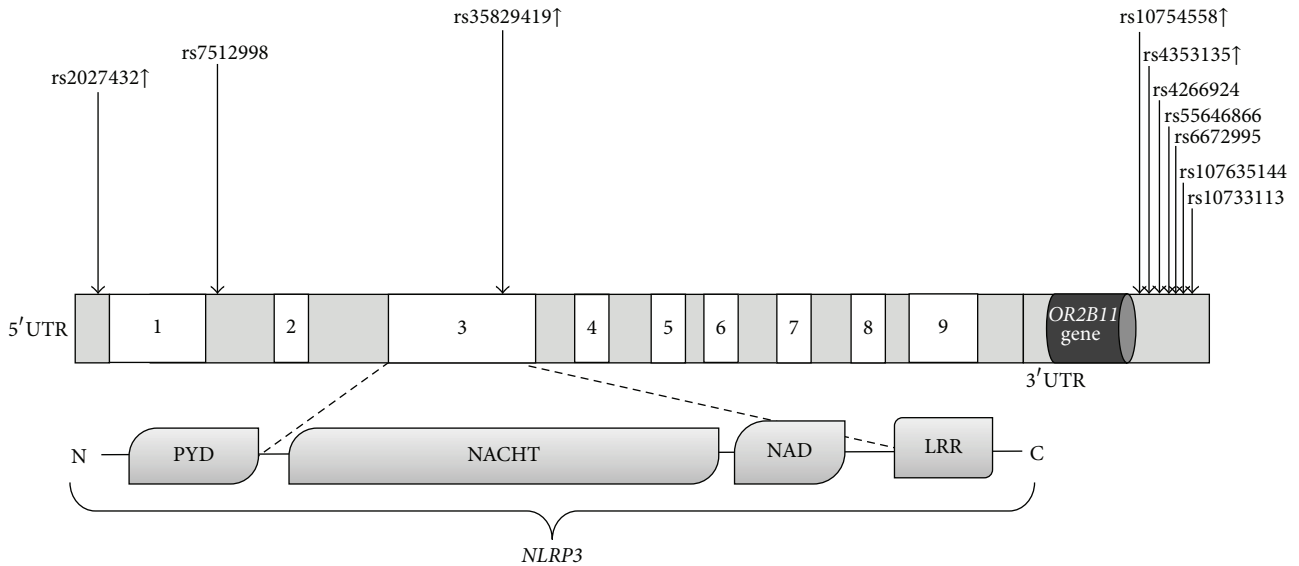 rs35829419↑
rs10754558↑
rs7512998
rs4353135↑
rs2027432↑
rs4266924
rs55646866
rs6672995
rs107635144
rs10733113
5′UTR
1
2
3
4
5
6
7
8
9
OR2B11
gene
3′UTR
N
PYD
NACHT
NAD
LRR
C
NLRP3